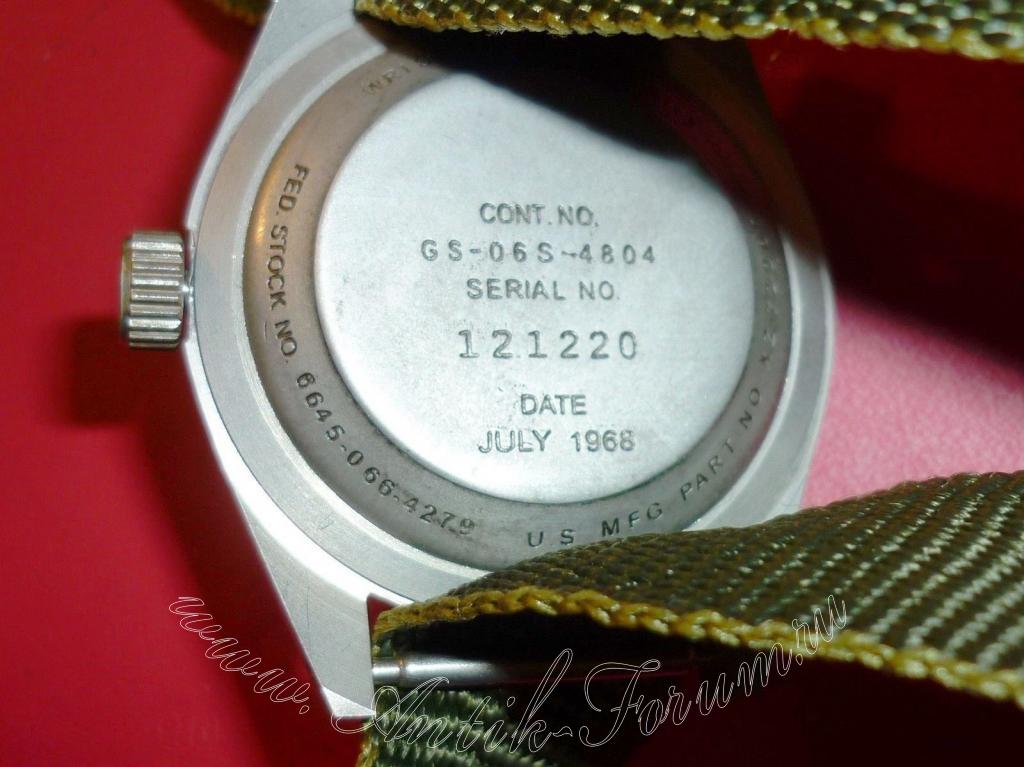 CONT. NO.
GS-06S-4804
SERIAL NO.
121220
DATE
JULY 1968
FED. STOCK NO. 6645-066-4279
US MFG PART NO
www.Antik-Forum.ru